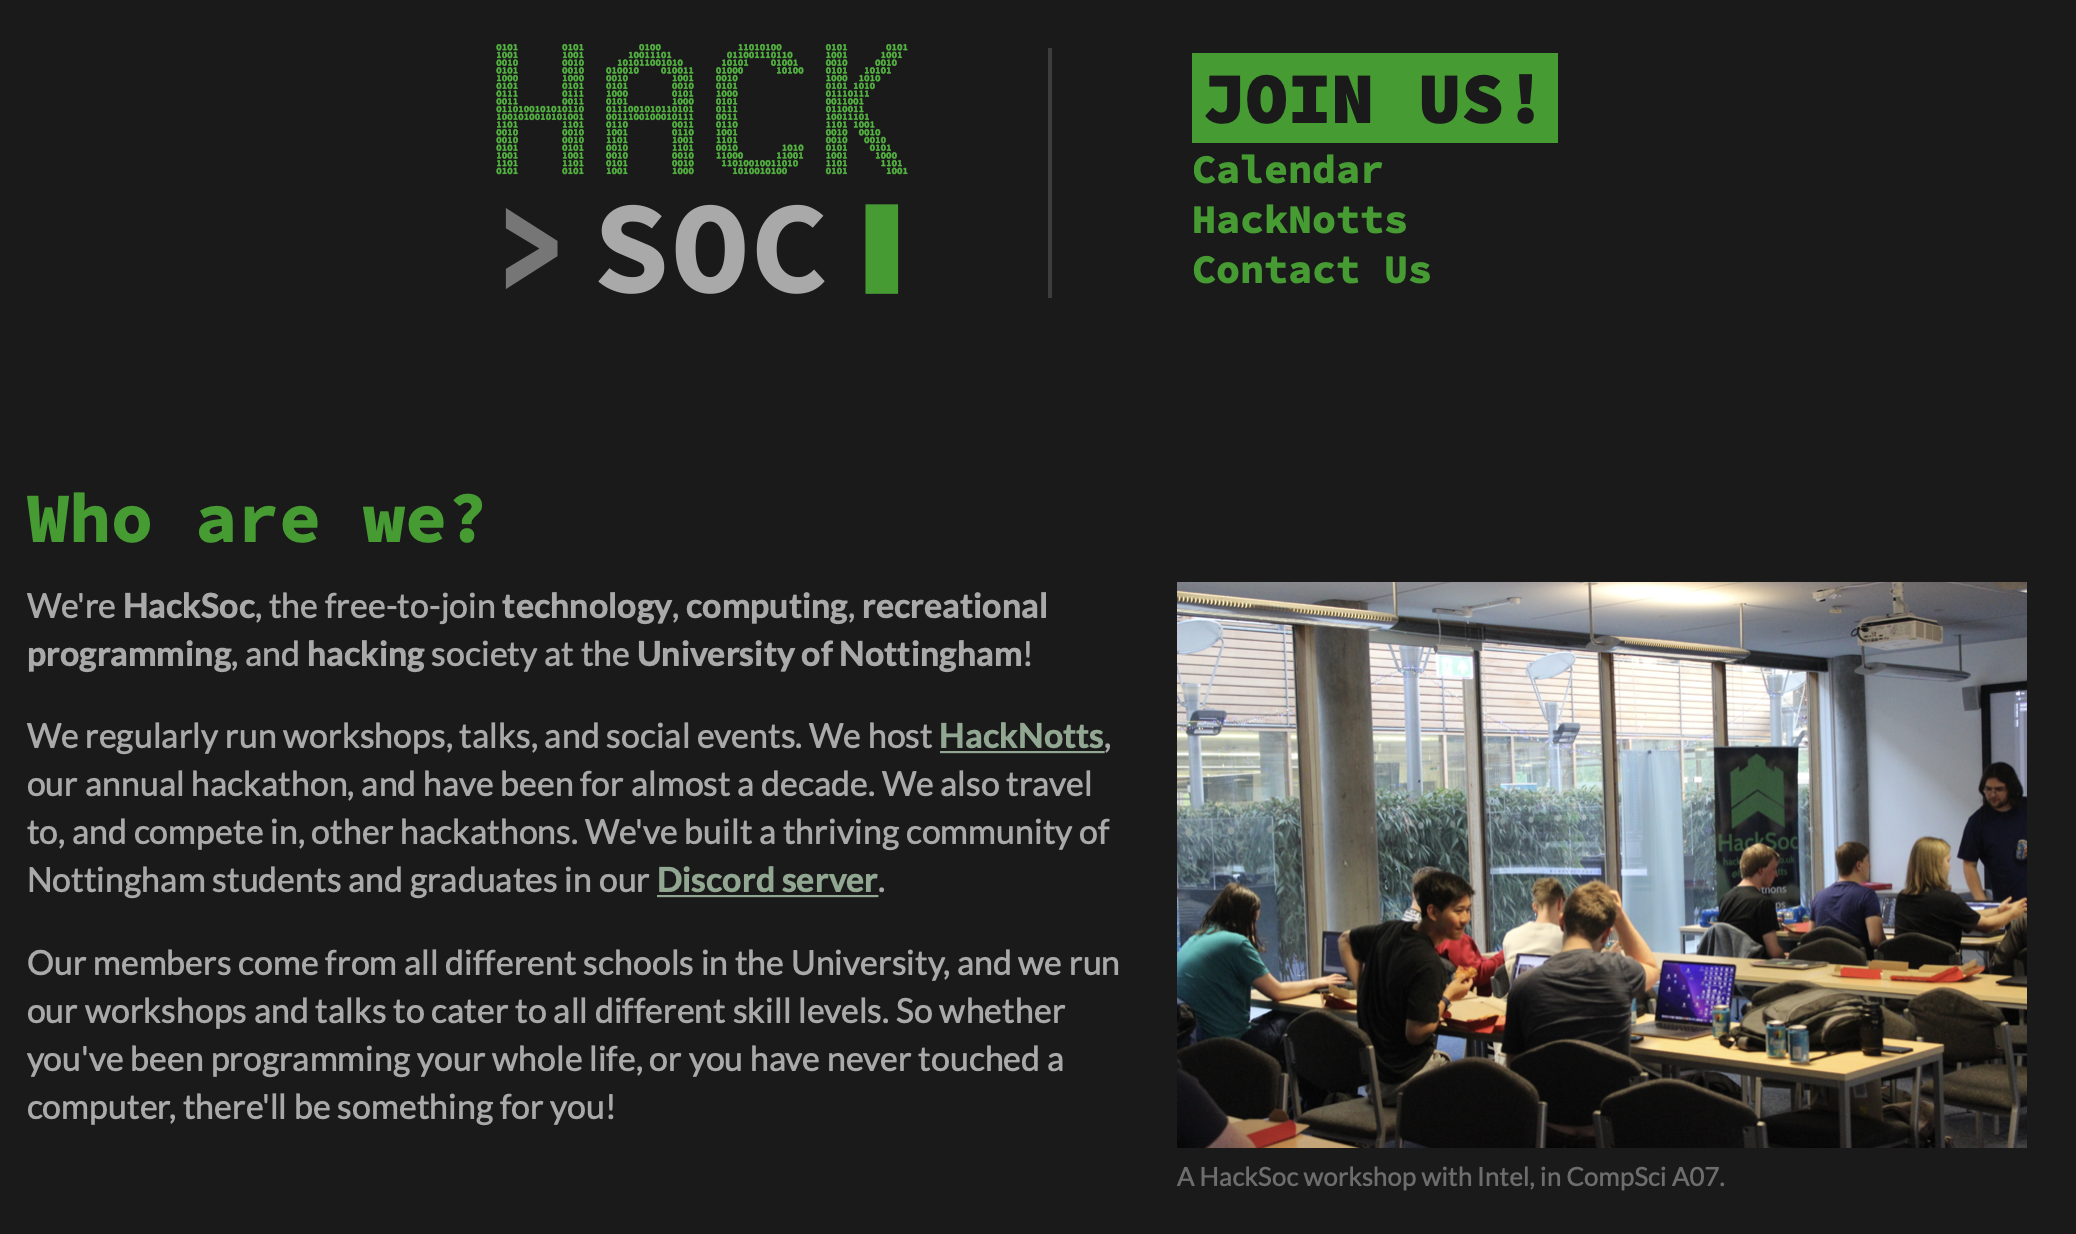 HACK
> SOC
JOIN US!
Calendar
HackNotts
Contact Us
Who are we?
We're HackSoc, the free-to-join technology, computing, recreational
programming, and hacking society at the University of Nottingham!
We regularly run workshops, talks, and social events. We host HackNotts,
our annual hackathon, and have been for almost a decade. We also travel
to, and compete in, other hackathons. We've built a thriving community of
Nottingham students and graduates in our Discord server.
Our members come from all different schools in the University, and we run
our workshops and talks to cater to all different skill levels. So whether
you've been programming your whole life, or you have never touched a
computer, there'll be something for you!
HackSoc
A HackSoc workshop with Intel, in CompSci A07.